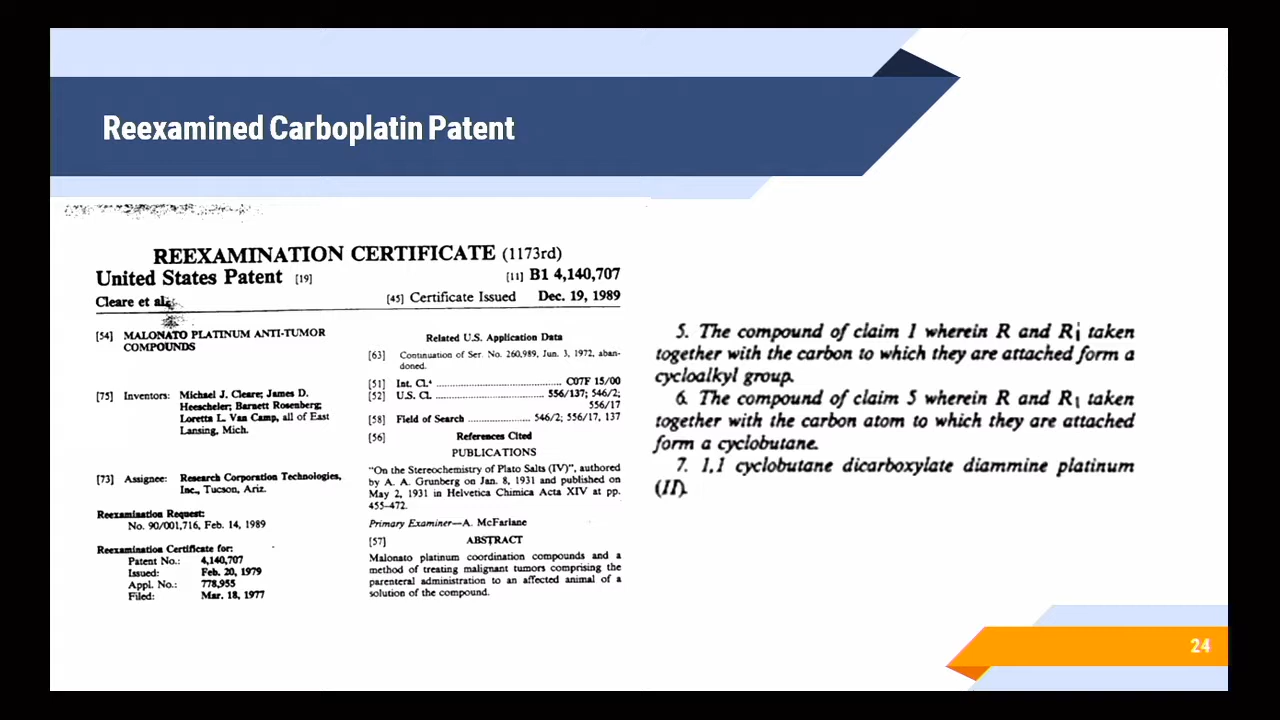 Reexamined Carboplatin Patent
REEXAMINATION CERTIFICATE (1173rd)
United States Patent [19]
[11] B1 4,140,707
Cleare et al.
[45] Certificate Issued Dec. 19, 1989
[54] MALONATO PLATINUM ANTI-TUMOR
COMPOUNDS
[75] Inventors: Michael J. Cleare; James D.
Heescheler; Barnett Rosenberg;
Loretta L. Van Camp, all of East
Lansing, Mich.
[73] Assignee: Research Corporation Technologies,
Inc., Tucson, Ariz.
Reexamination Request:
No. 90/001,716, Feb. 14, 1989
Reexamination Certificate for:
Patent No.: 4,140,707
Issued: Feb. 20, 1979
Appl. No.: 778,955
Filed: Mar. 18, 1977
Related U.S. Application Data
[63] Continuation of Ser. No. 260,989, Jun. 3, 1972, aban-
doned.
[51] Int. Cl.⁴ ............ C07F 15/00
[52] U.S. Cl. ............ 556/137; 546/2;
556/17
[58] Field of Search ............ 546/2; 556/17, 137
[56] References Cited
PUBLICATIONS
"On the Stereochemistry of Plato Salts (IV)", authored
by A. A. Grunberg on Jan. 8, 1931 and published on
May 2, 1931 in Helvetica Chimica Acta XIV at pp.
455-472.
Primary Examiner—A. McFarlane
[57] ABSTRACT
Malonato platinum coordination compounds and a
method of treating malignant tumors comprising the
parenteral administration to an affected animal of a
solution of the compound.
5. The compound of claim 1 wherein R and R₁ taken
together with the carbon to which they are attached form a
cycloalkyl group.
6. The compound of claim 5 wherein R and R₁ taken
together with the carbon atom to which they are attached
form a cyclobutane.
7. 1,1 cyclobutane dicarboxylate diammine platinum
(II).
24